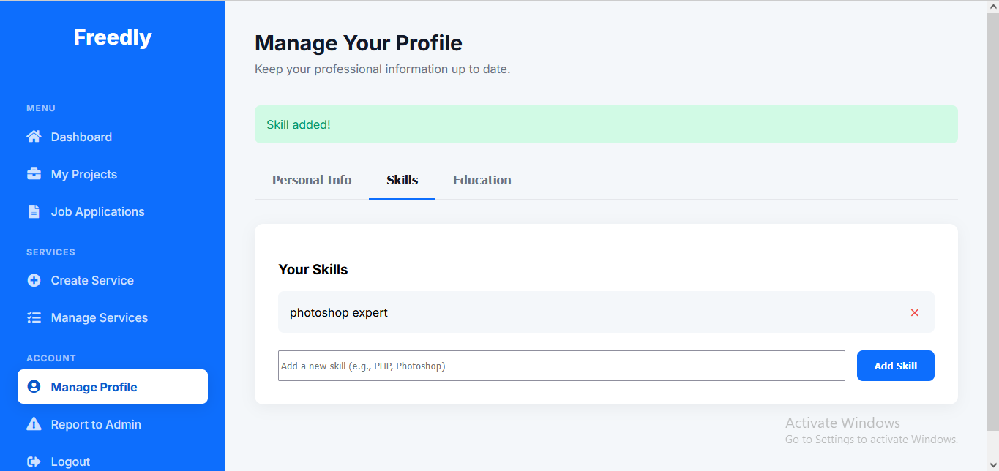 Freedly
MENU
Dashboard
My Projects
Job Applications
SERVICES
Create Service
Manage Services
ACCOUNT
Manage Profile
Report to Admin
Logout
Manage Your Profile
Keep your professional information up to date.
Skill added!
Personal Info Skills Education
Your Skills
photoshop expert
Add a new skill (e.g., PHP, Photoshop) Add Skill
Activate Windows
Go to Settings to activate Windows.